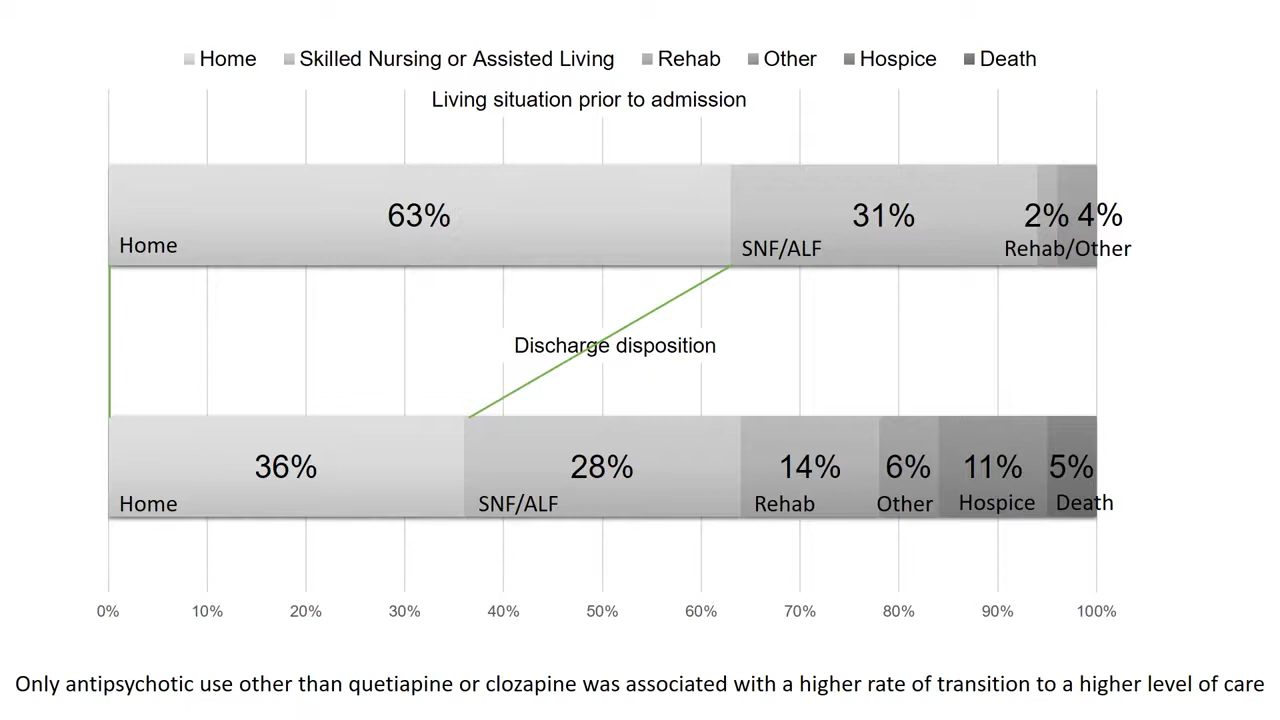 Home Skilled Nursing or Assisted Living Rehab Other Hospice Death
Living situation prior to admission
63% 31% 2% 4%
Home SNF/ALF Rehab/Other
Discharge disposition
36% 28% 14% 6% 11% 5%
Home SNF/ALF Rehab Other Hospice Death
0% 10% 20% 30% 40% 50% 60% 70% 80% 90% 100%
Only antipsychotic use other than quetiapine or clozapine was associated with a higher rate of transition to a higher level of care